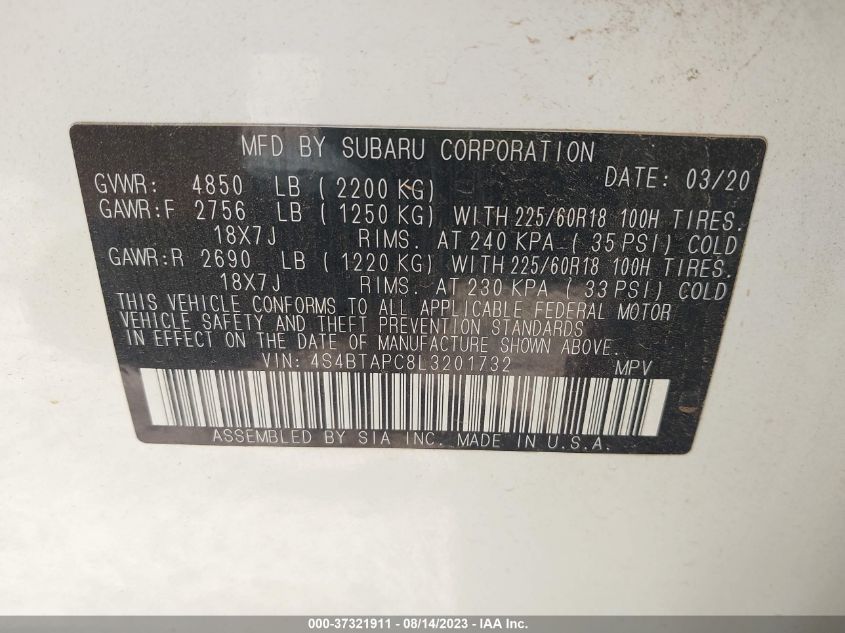 MFD BY SUBARU CORPORATION
DATE: 03/20
GVWR: 4850 LB ( 2200 KG)
GAWR:F 2756 LB ( 1250 KG) WITH 225/60R18 100H TIRES.
18X7J RIMS. AT 240 KPA ( 35 PSI) COLD
GAWR:R 2690 LB ( 1220 KG) WITH 225/60R18 100H TIRES.
18X7J RIMS. AT 230 KPA ( 33 PSI) COLD
THIS VEHICLE CONFORMS TO ALL APPLICABLE FEDERAL MOTOR
VEHICLE SAFETY AND THEFT PREVENTION STANDARDS
IN EFFECT ON THE DATE OF MANUFACTURE SHOWN ABOVE.
VIN: 4S4BTAPC8L3201732 MPV
ASSEMBLED BY SIA INC. MADE IN U.S.A.
000-37321911 - 08/14/2023 - IAA Inc.